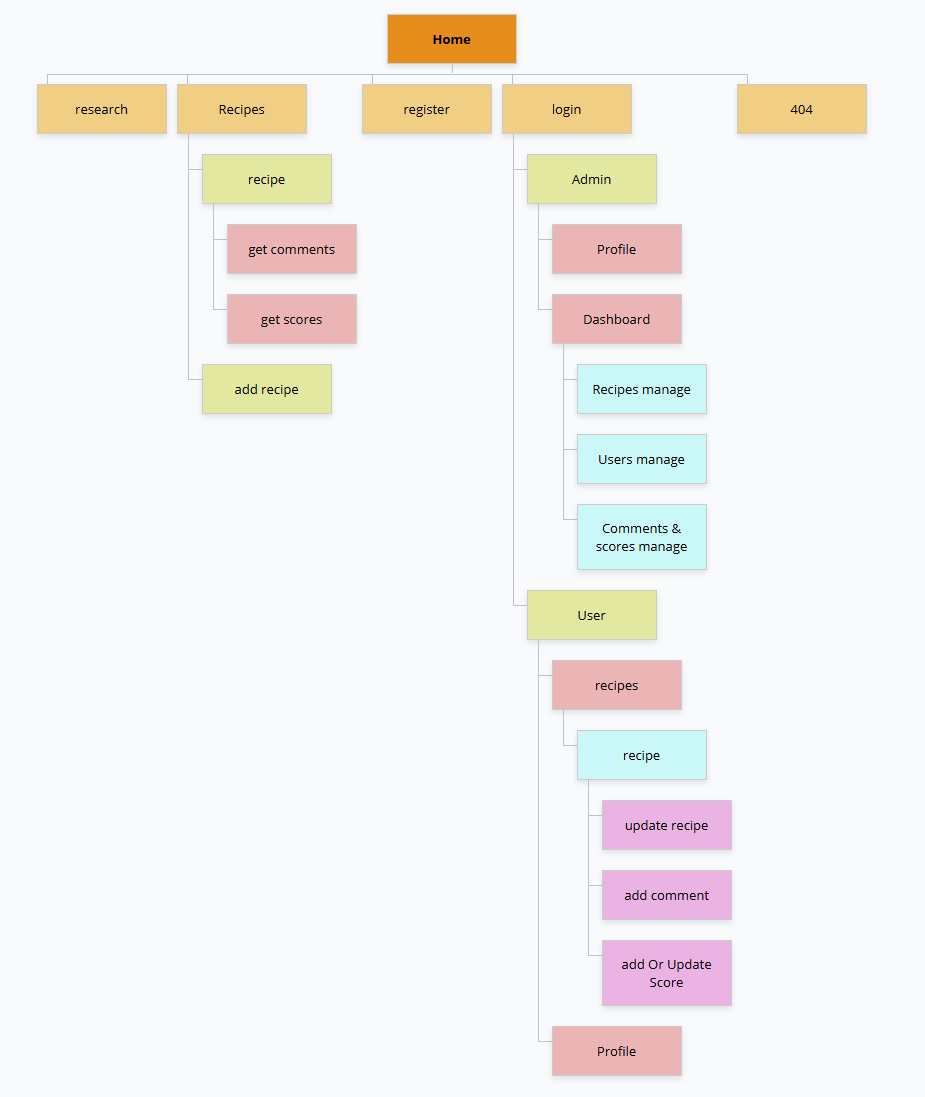 Home
research
Recipes
register
login
404
recipe
get comments
get scores
add recipe
Admin
Profile
Dashboard
Recipes manage
Users manage
Comments &
scores manage
User
recipes
recipe
update recipe
add comment
add Or Update
Score
Profile